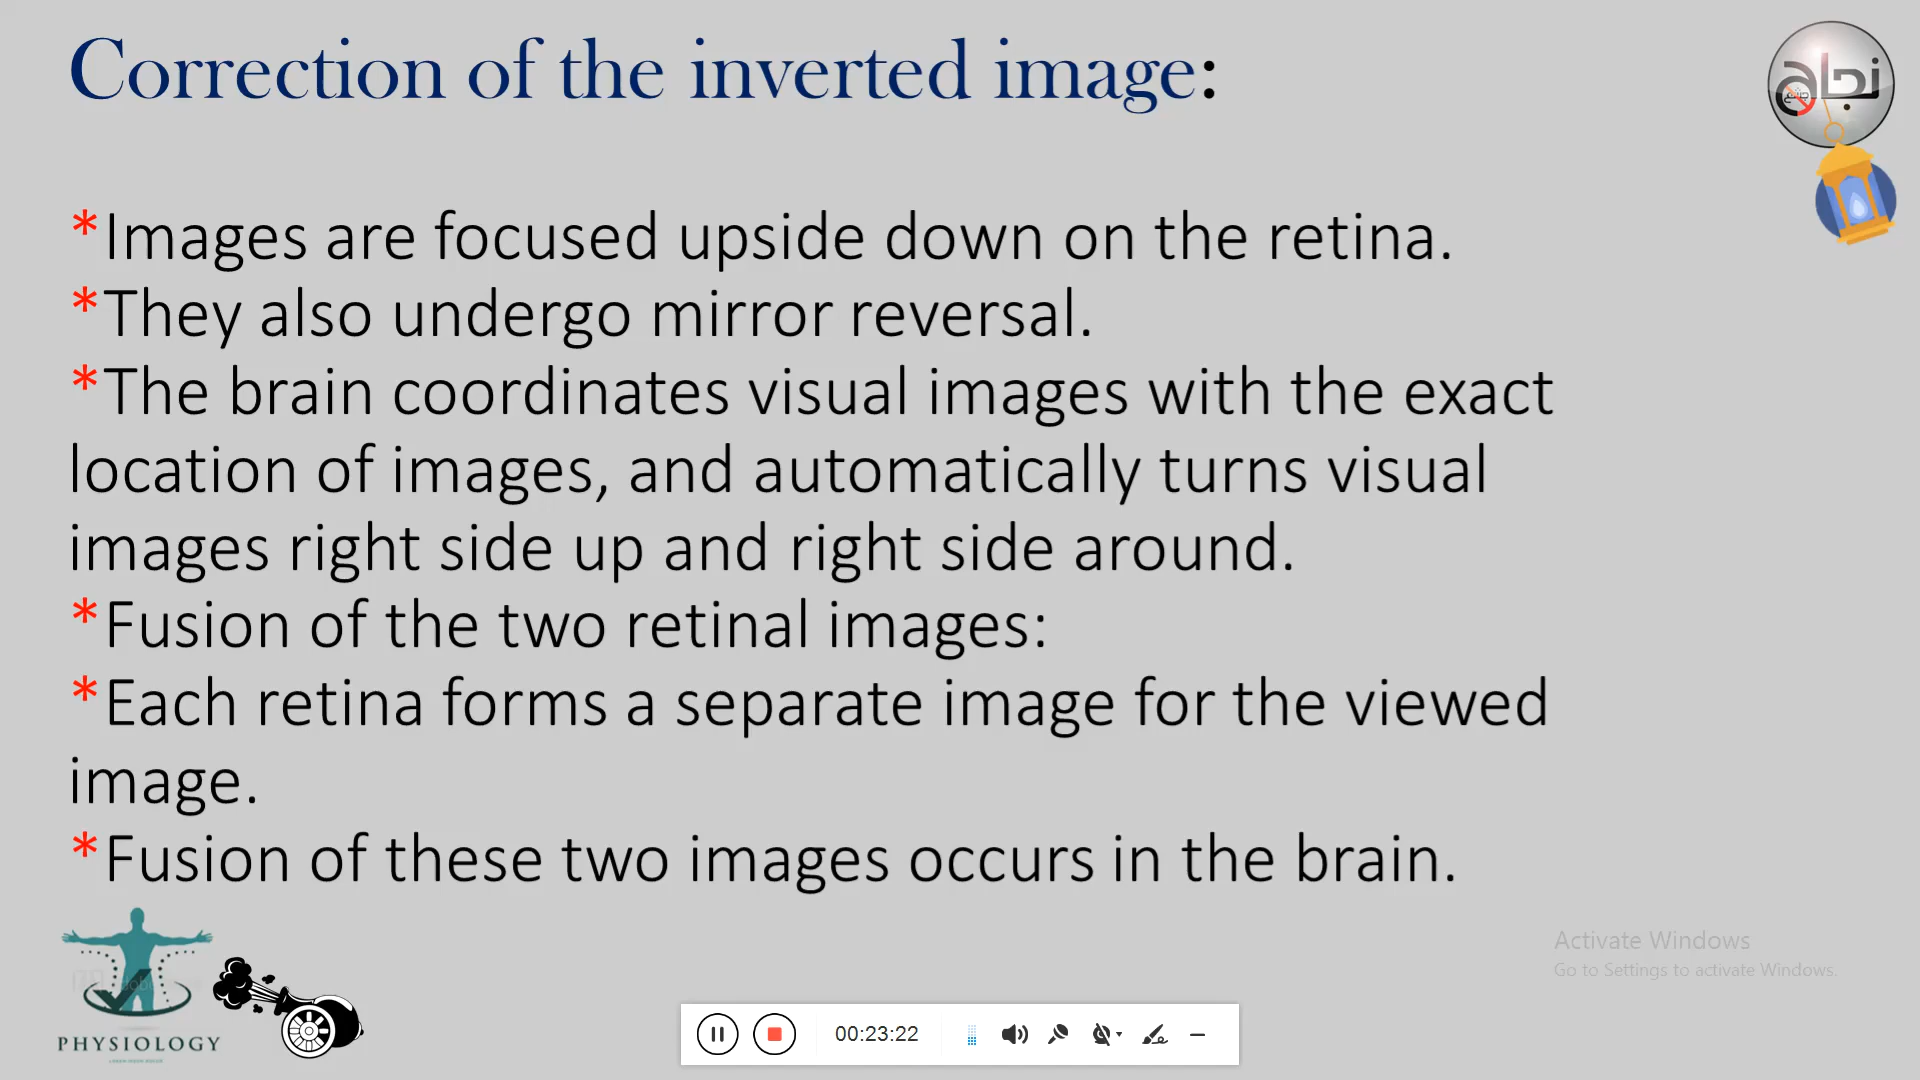 Correction of the inverted image:
*Images are focused upside down on the retina.
*They also undergo mirror reversal.
*The brain coordinates visual images with the exact
location of images, and automatically turns visual
images right side up and right side around.
*Fusion of the two retinal images:
*Each retina forms a separate image for the viewed
image.
*Fusion of these two images occurs in the brain.
Activate Windows
Go to Settings to activate Windows.
PHYSIOLOGY
00:23:22